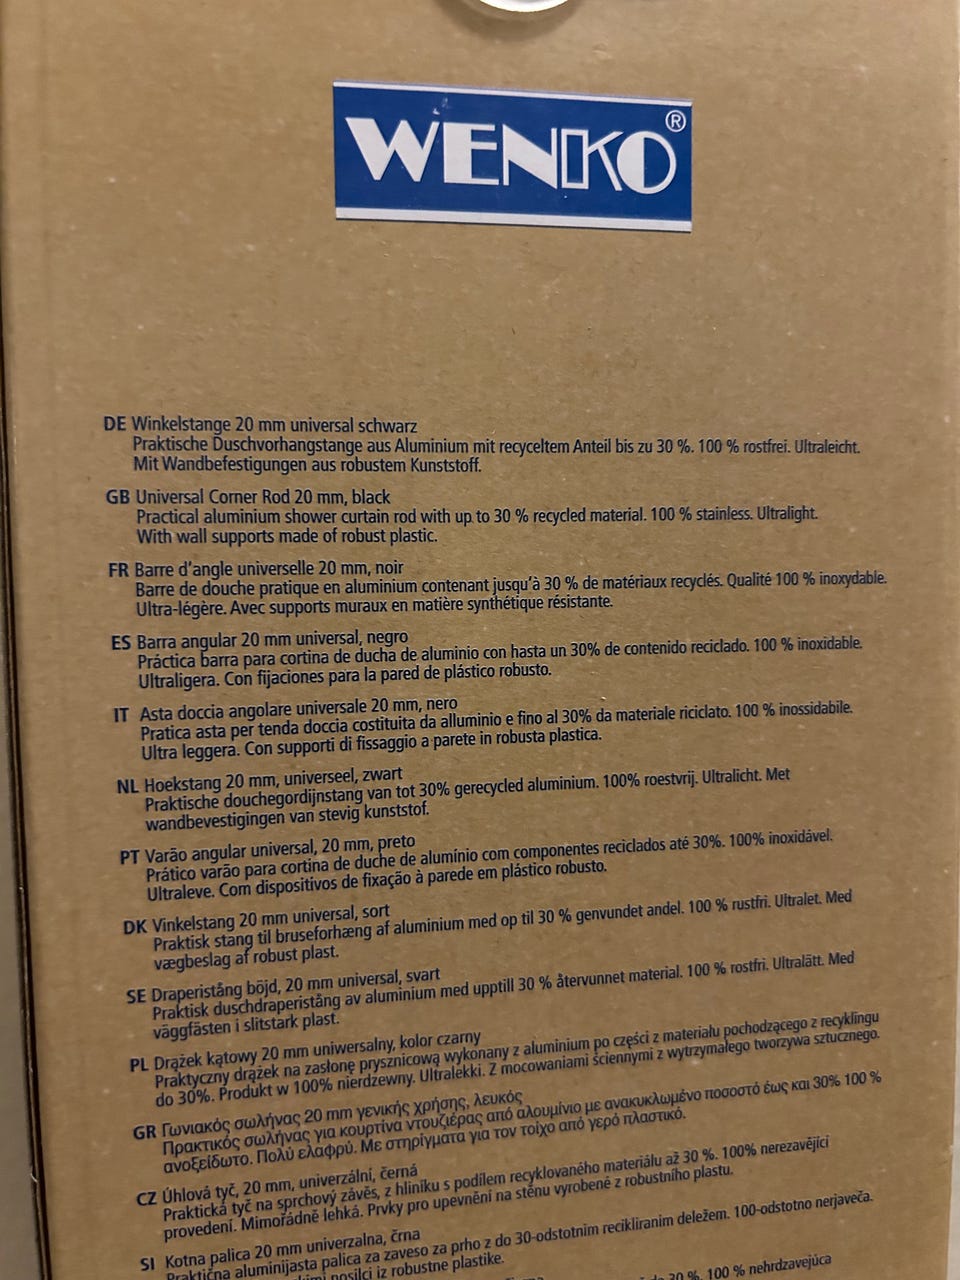 WENKO®
DE Winkelstange 20 mm universal schwarz
Praktische Duschvorhangstange aus Aluminium mit recyceltem Anteil bis zu 30 %. 100 % rostfrei. Ultraleicht.
Mit Wandbefestigungen aus robustem Kunststoff.
GB Universal Corner Rod 20 mm, black
Practical aluminium shower curtain rod with up to 30 % recycled material. 100 % stainless. Ultralight.
With wall supports made of robust plastic.
FR Barre d'angle universelle 20 mm, noir
Barre de douche pratique en aluminium contenant jusqu'à 30 % de matériaux recyclés. Qualité 100 % inoxydable.
Ultra-légère. Avec supports muraux en matière synthétique résistante.
ES Barra angular 20 mm universal, negro
Práctica barra para cortina de ducha de aluminio con hasta un 30% de contenido reciclado. 100 % inoxidable.
Ultraligera. Con fijaciones para la pared de plástico robusto.
IT Asta doccia angolare universale 20 mm, nero
Pratica asta per tenda doccia costituita da alluminio e fino al 30% da materiale riciclato. 100 % inossidabile.
Ultra leggera. Con supporti di fissaggio a parete in robusta plastica.
NL Hoekstang 20 mm, universeel, zwart
Praktische douchegordijnstang van tot 30% gerecycled aluminium. 100% roestvrij. Ultralicht. Met
wandbevestigingen van stevig kunststof.
PT Varão angular universal, 20 mm, preto
Prático varão para cortina de duche de alumínio com componentes reciclados até 30%. 100% inoxidável.
Ultraleve. Com dispositivos de fixação à parede em plástico robusto.
DK Vinkelstang 20 mm universal, sort
Praktisk stang til bruseforhæng af aluminium med op til 30 % genvundet andel. 100 % rustfri. Ultralet. Med
vægbeslag af robust plast.
SE Draperistång böjd, 20 mm universal, svart
Praktisk duschdraperistång av aluminium med upptill 30 % återvunnet material. 100 % rostfri. Ultralätt. Med
väggfästen i slitstark plast.
PL Drążek kątowy 20 mm uniwersalny, kolor czarny
Praktyczny drążek na zasłonę prysznicową wykonany z aluminium po części z materiału pochodzącego z recyklingu
do 30%. Produkt w 100% nierdzewny. Ultralekki. Z mocowaniami ściennymi z wytrzymałego tworzywa sztucznego.
GR Γωνιακός σωλήνας 20 mm γενικής χρήσης, λευκός
Πρακτικός σωλήνας για κουρτίνα ντουζιέρας από αλουμίνιο με ανακυκλωμένο ποσοστό έως και 30% 100 %
ανοξείδωτο. Πολύ ελαφρύ. Με στηρίγματα για τον τοίχο από γερό πλαστικό.
CZ Úhlová tyč, 20 mm, univerzální, černá
Praktická tyč na sprchový závěs, z hliníku s podílem recyklovaného materiálu až 30 %. 100% nerezavějící
provedení. Mimořádně lehká. Prvky pro upevnění na stěnu vyrobené z robustního plastu.
SI Kotna palica 20 mm univerzalna, črna
Praktična aluminijasta palica za zaveso za prho z do 30-odstotnim recikliranim deležem. 100-odstotno nerjaveča.
nosilci iz robustne plastike.
30 %. 100 % nehrdzavejúca